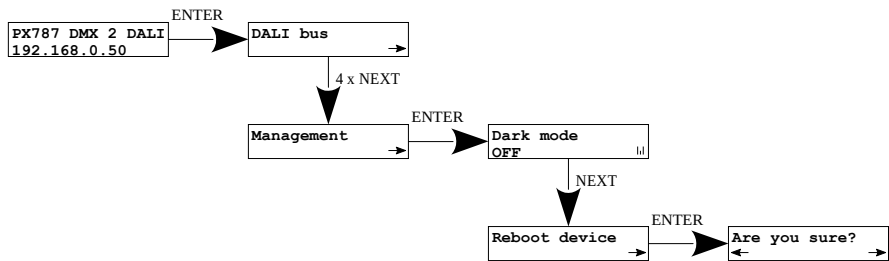 ENTER
PX787 DMX 2 DALI
192.168.0.50
DALI bus
4 x NEXT
Management
ENTER
Dark mode
OFF
NEXT
Reboot device
ENTER
Are you sure?